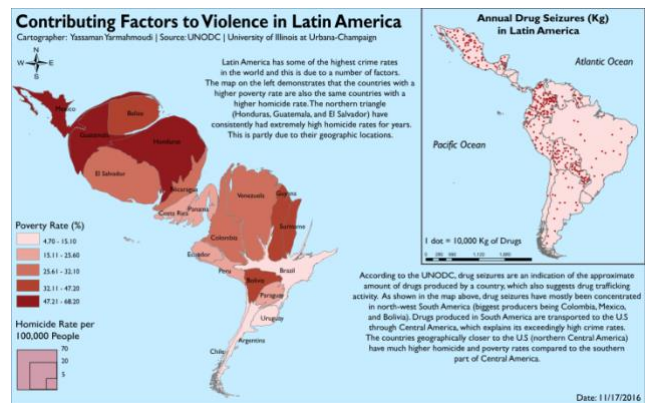 Contributing Factors to Violence in Latin America
Cartographer: Yassaman Yarmahmoudi | Source: UNODC | University of Illinois at Urbana-Champaign
N
W
E
S
Latin America has some of the highest crime rates
in the world and this is due to a number of factors.
The map on the left demonstrates that the countries with a
higher poverty rate are also the same countries with a
higher homicide rate. The northern triangle
(Honduras, Guatemala, and El Salvador) have
consistently had extremely high homicide rates for years.
This is partly due to their geographic locations.
Mexico
Belize
Guatemala
Honduras
El Salvador
Nicaragua
Costa Rica
Panama
Venezuela
Guyana
Suriname
Colombia
Ecuador
Peru
Brazil
Bolivia
Paraguay
Uruguay
Argentina
Chile
Poverty Rate (%)
4.70 - 15.10
15.11 - 25.60
25.61 - 32.10
32.11 - 47.20
47.21 - 68.20
Homicide Rate per
100,000 People
70
20
5
Annual Drug Seizures (Kg)
in Latin America
Atlantic Ocean
Pacific Ocean
1 dot = 10,000 Kg of Drugs
According to the UNODC, drug seizures are an indication of the approximate
amount of drugs produced by a country, which also suggests drug trafficking
activity. As shown in the map above, drug seizures have mostly been concentrated
in north-west South America (biggest producers being Colombia, Mexico,
and Bolivia). Drugs produced in South America are transported to the U.S
through Central America, which explains its exceedingly high crime rates.
The countries geographically closer to the U.S (northern Central America)
have much higher homicide and poverty rates compared to the southern
part of Central America.
Date: 11/17/2016